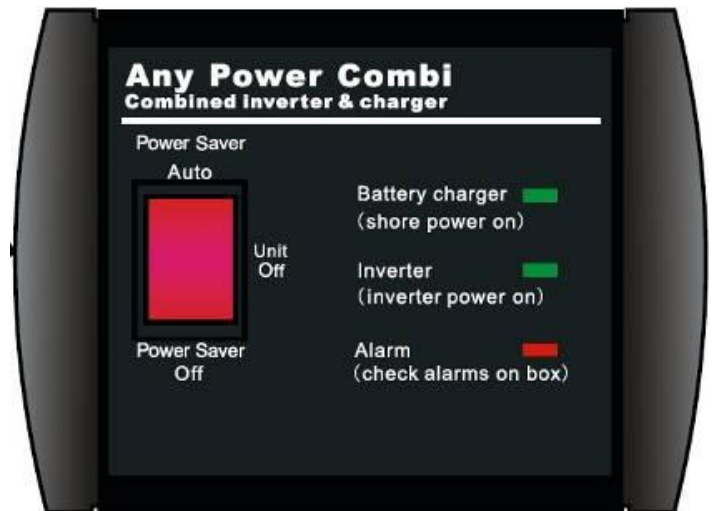 Any Power Combi
Combined inverter & charger
Power Saver
Auto
Unit
Off
Power Saver
Off
Battery charger
(shore power on)
Inverter
(inverter power on)
Alarm
(check alarms on box)